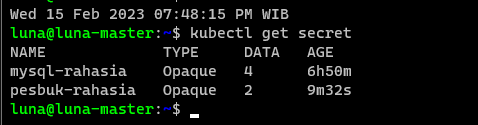 Wed 15 Feb 2023 07:48:15 PM WIB
luna@luna-master:~$ kubectl get secret
NAME TYPE DATA AGE
mysql-rahasia Opaque 4 6h50m
pesbuk-rahasia Opaque 2 9m32s
luna@luna-master:~$